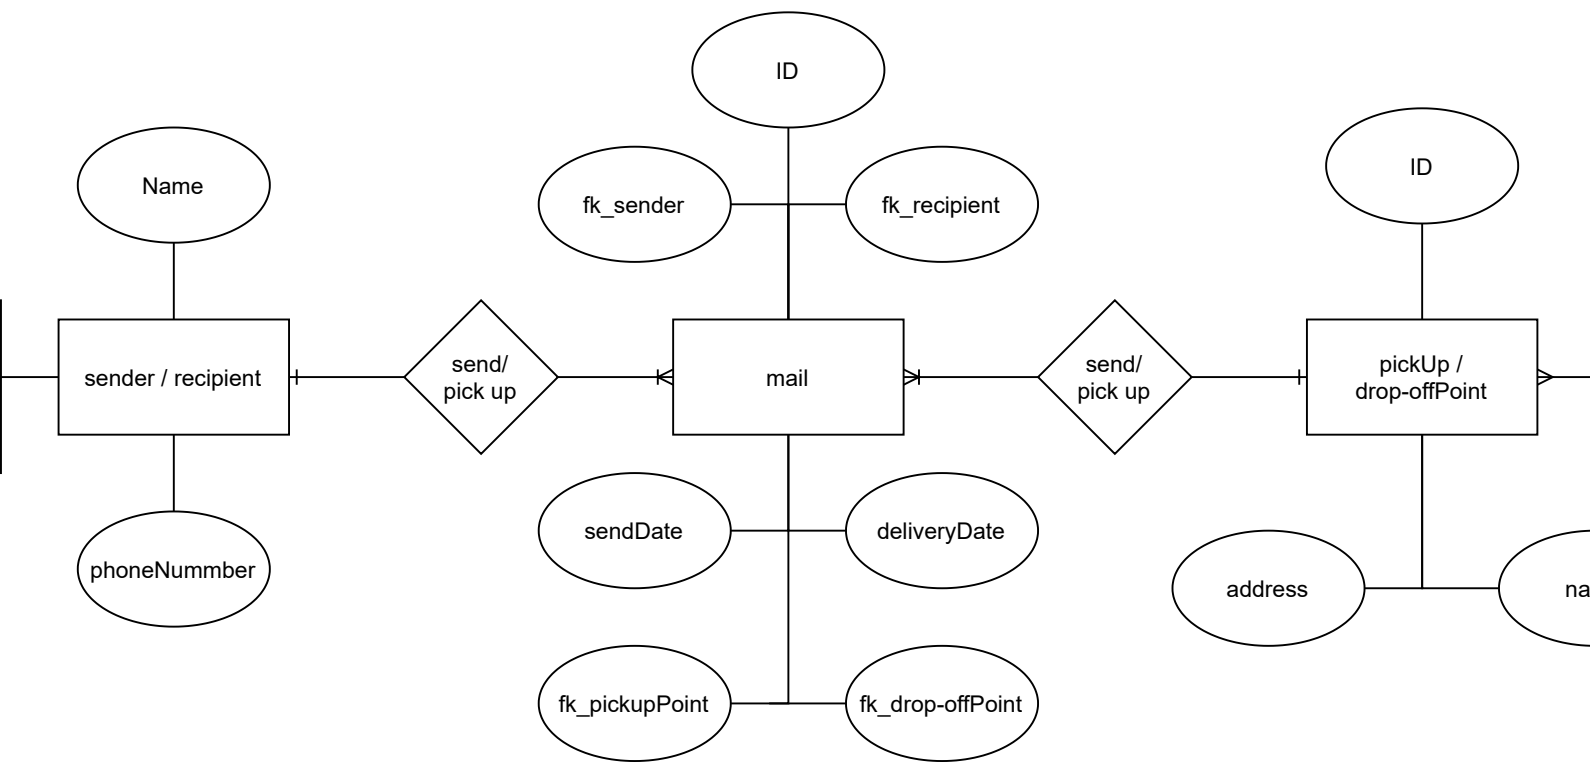 ID
Name
fk_sender
fk_recipient
ID
sender / recipient
send/
pick up
mail
send/
pick up
pickUp /
drop-offPoint
phoneNummber
sendDate
deliveryDate
address
na
fk_pickupPoint
fk_drop-offPoint